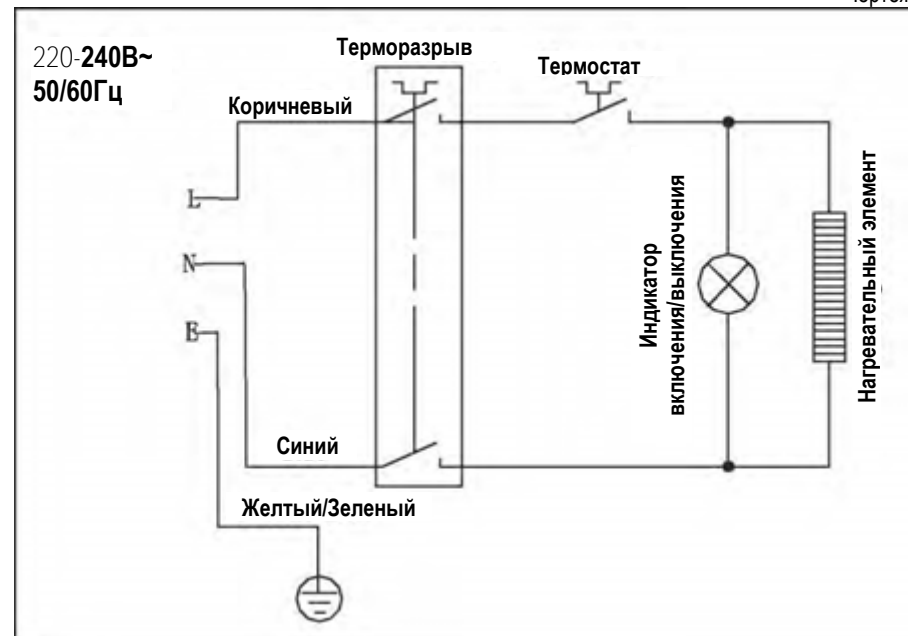 220-240В~
50/60Гц
Терморазрыв
Термостат
Коричневый
L
N
E
Индикатор
включения/выключения
Нагревательный элемент
Синий
Желтый/Зеленый